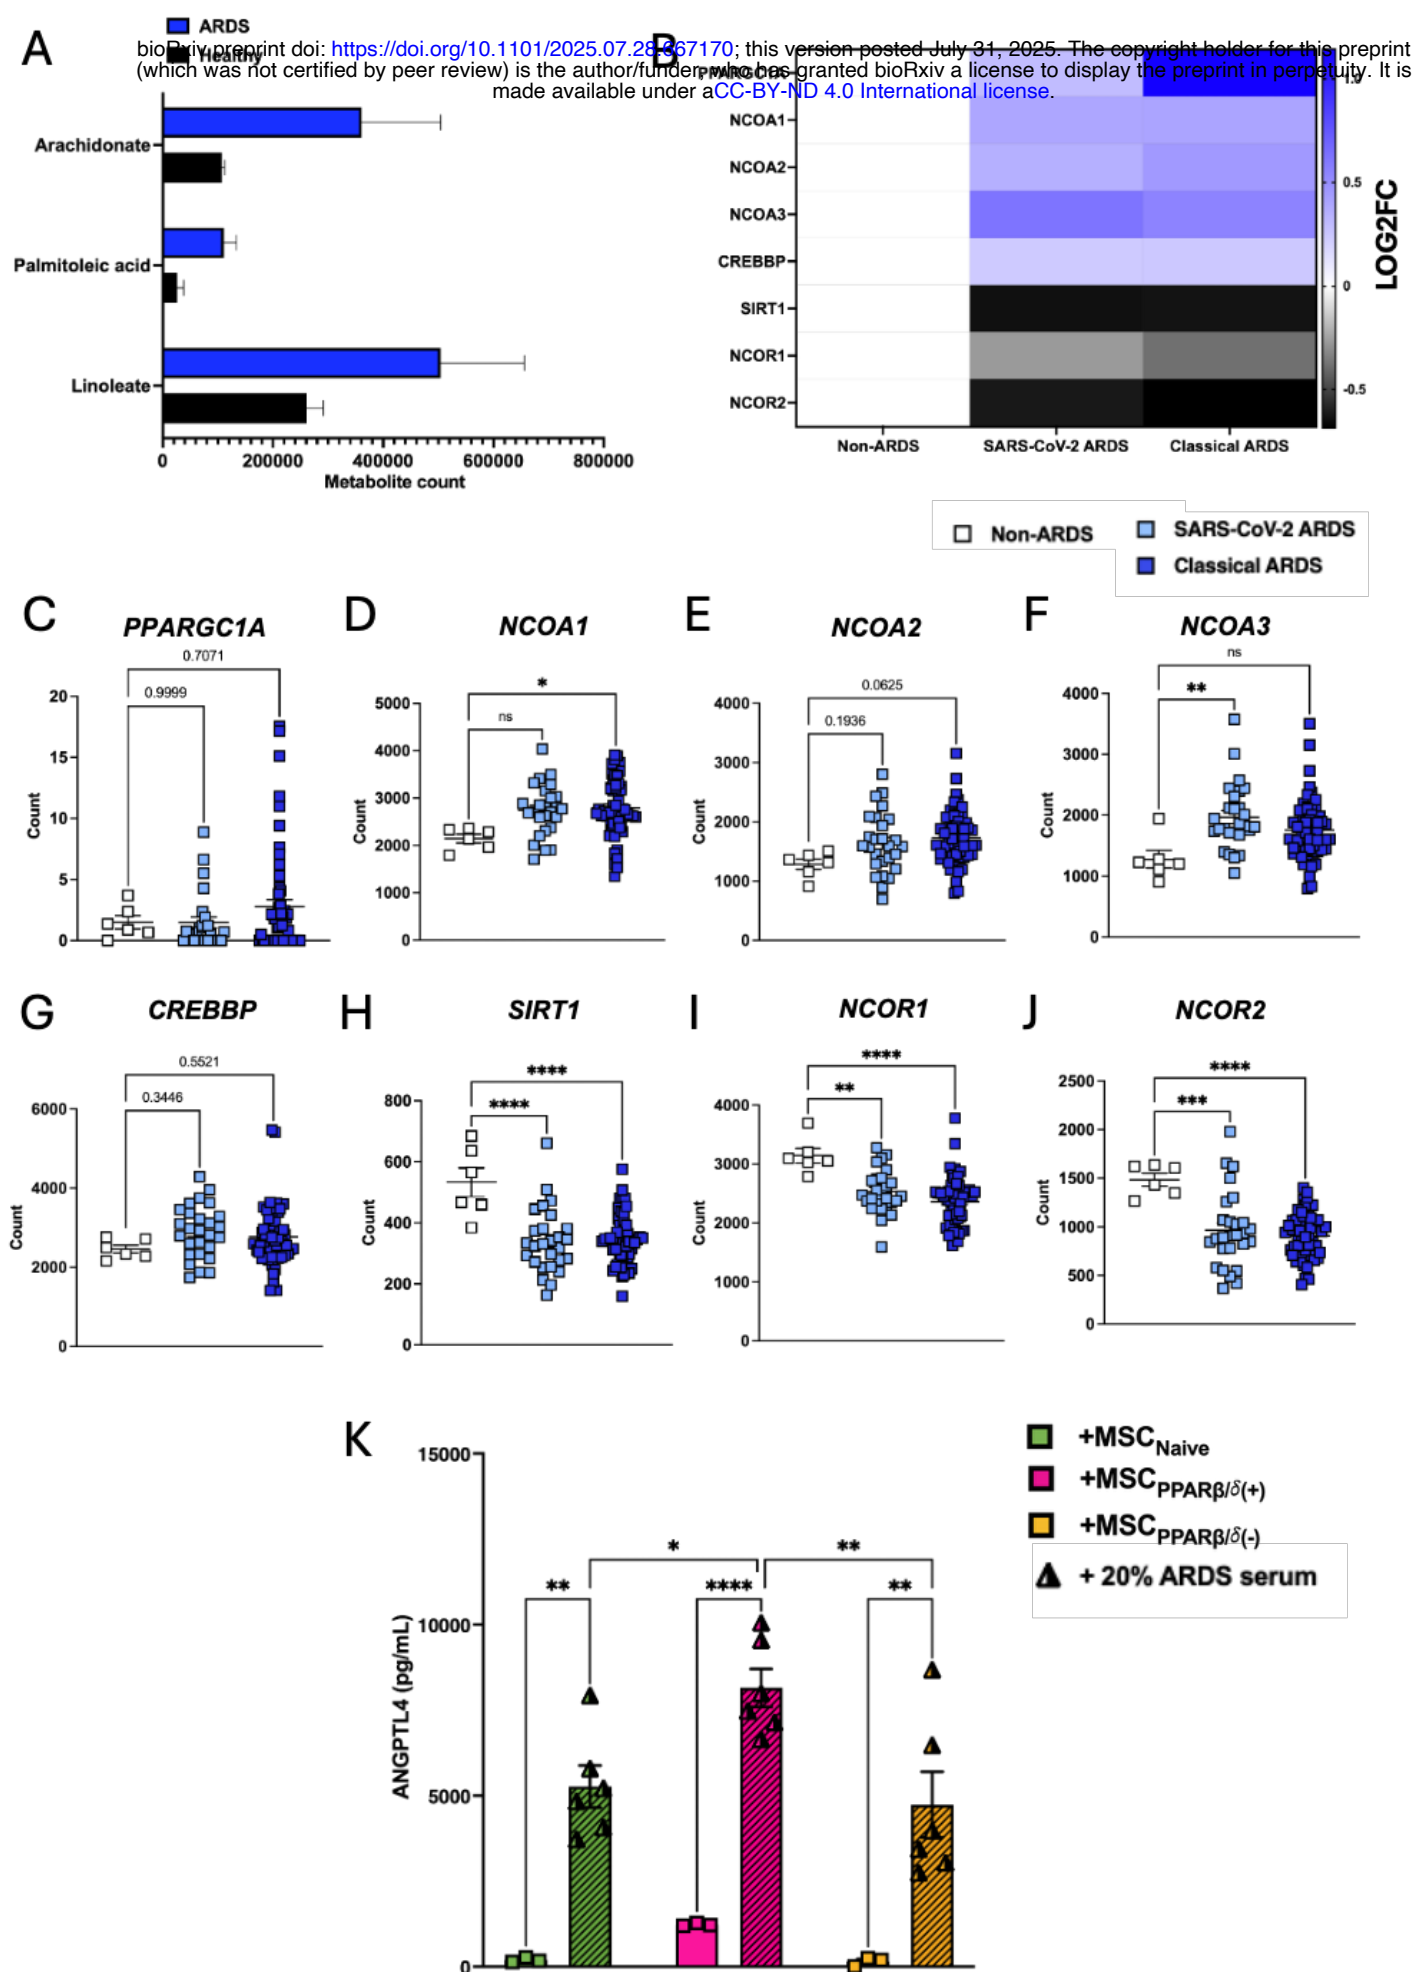 A
ARDS
Healthy
bioRxiv preprint doi: https://doi.org/10.1101/2025.07.28.667170; this version posted July 31, 2025. The copyright holder for this preprint
(which was not certified by peer review) is the author/funder, who has granted bioRxiv a license to display the preprint in perpetuity. It is
made available under aCC-BY-ND 4.0 International license.
Arachidonate
Palmitoleic acid
Linoleate
0 200000 400000 600000 800000
Metabolite count
B
PPARGC1A
NCOA1
NCOA2
NCOA3
CREBBP
SIRT1
NCOR1
NCOR2
Non-ARDS SARS-CoV-2 ARDS Classical ARDS
1.0
0.5
0
-0.5
LOG2FC
Non-ARDS
SARS-CoV-2 ARDS
Classical ARDS
C
PPARGC1A
0.7071
0.9999
20
15
10
5
0
Count
D
NCOA1
*
ns
5000
4000
3000
2000
1000
0
Count
E
NCOA2
0.0625
0.1936
4000
3000
2000
1000
0
Count
F
NCOA3
ns
**
4000
3000
2000
1000
0
Count
G
CREBBP
0.5521
0.3446
6000
4000
2000
0
Count
H
SIRT1
****
****
800
600
400
200
0
Count
I
NCOR1
****
**
4000
3000
2000
1000
0
Count
J
NCOR2
****
***
2500
2000
1500
1000
500
0
Count
K
15000
10000
5000
0
ANGPTL4 (pg/mL)
* **
** **** **
+MSCNaive
+MSCPPARβ/δ(+)
+MSCPPARβ/δ(-)
+ 20% ARDS serum